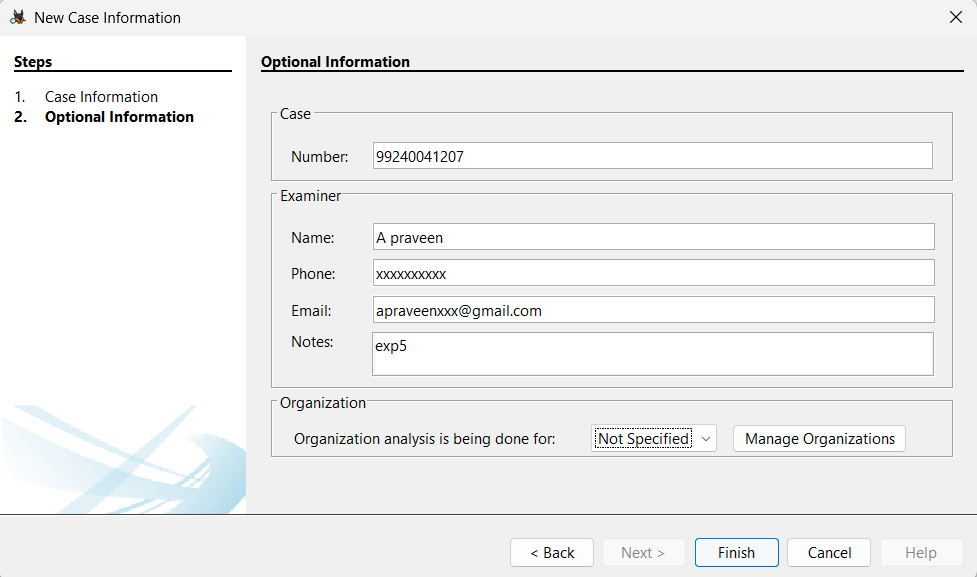 New Case Information
Steps
1. Case Information
2. Optional Information
Optional Information
Case
Number: 99240041207
Examiner
Name: A praveen
Phone: xxxxxxxxxx
Email: apraveenxxx@gmail.com
Notes: exp5
Organization
Organization analysis is being done for: Not Specified Manage Organizations
< Back Next > Finish Cancel Help